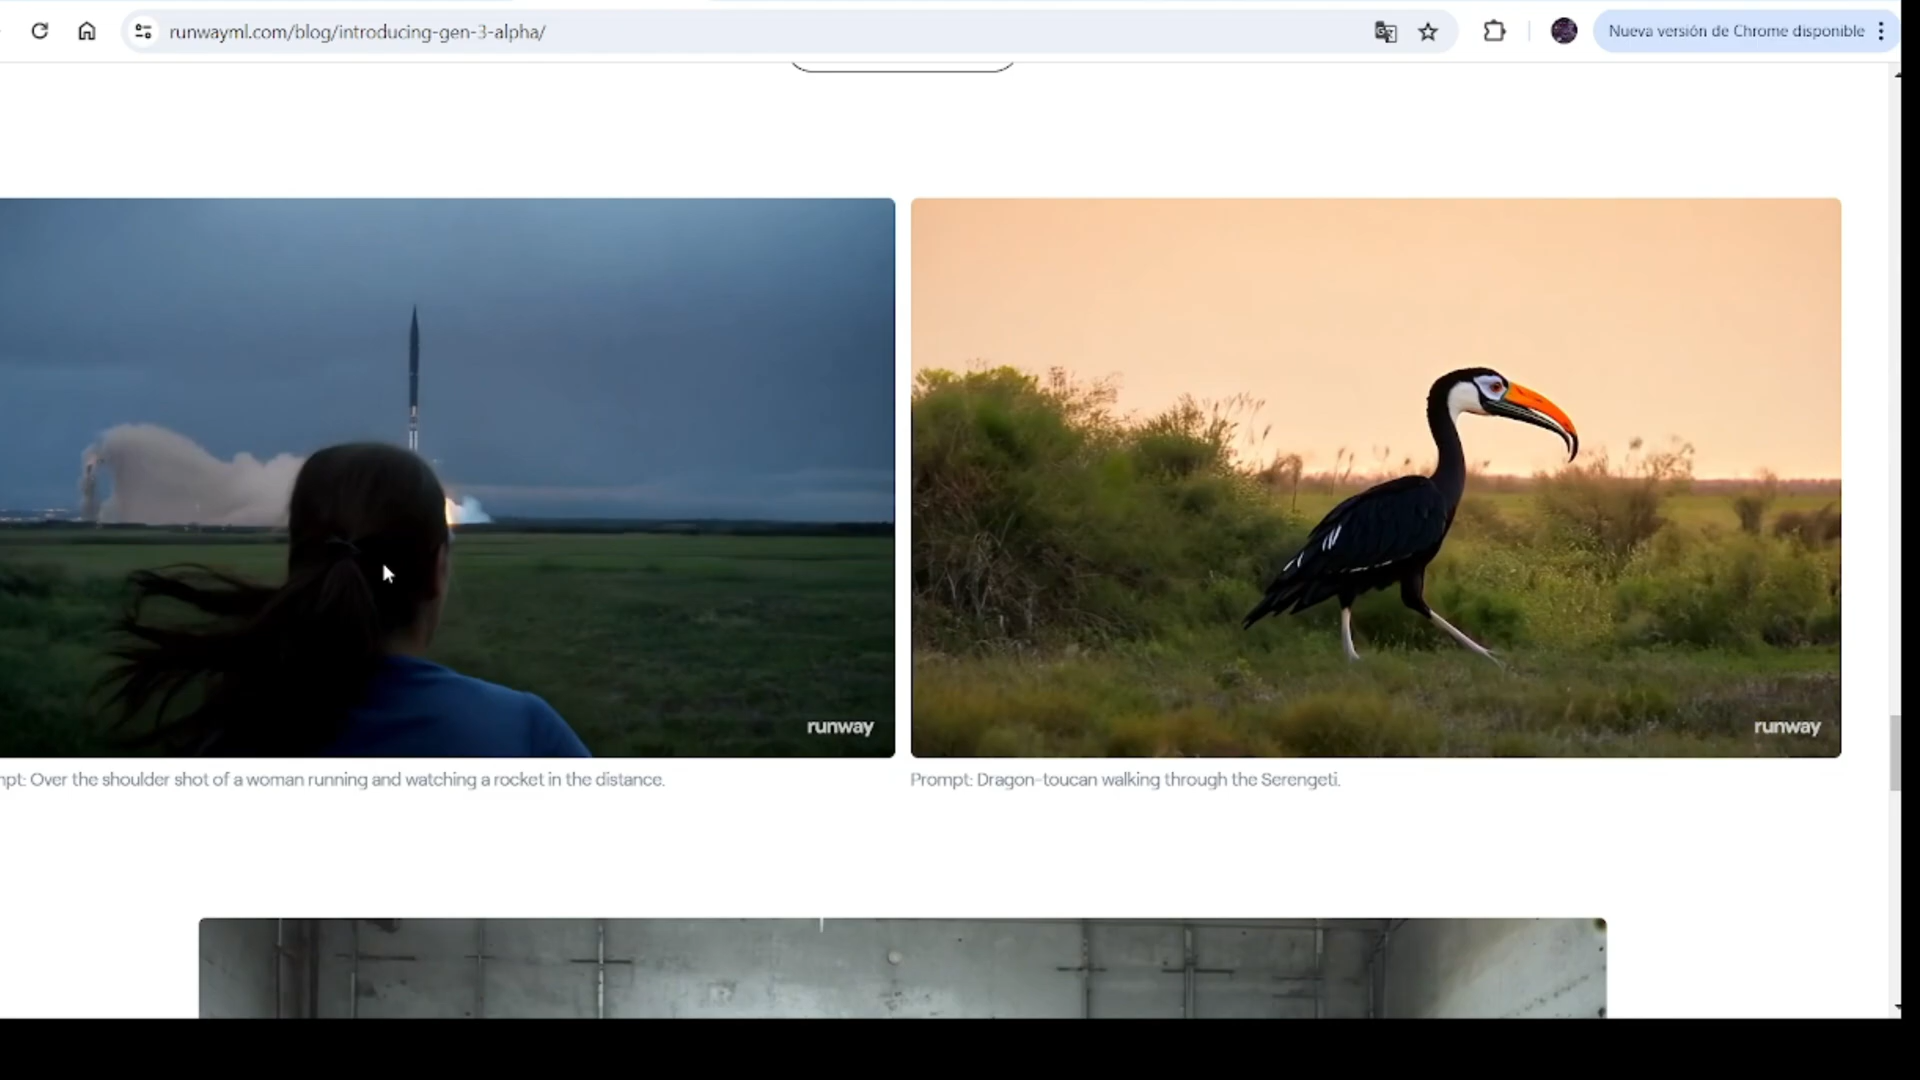 runwayml.com/blog/introducing-gen-3-alpha/
Nueva versión de Chrome disponible
runway
runway
mpt: Over the shoulder shot of a woman running and watching a rocket in the distance.
Prompt: Dragon-toucan walking through the Serengeti.